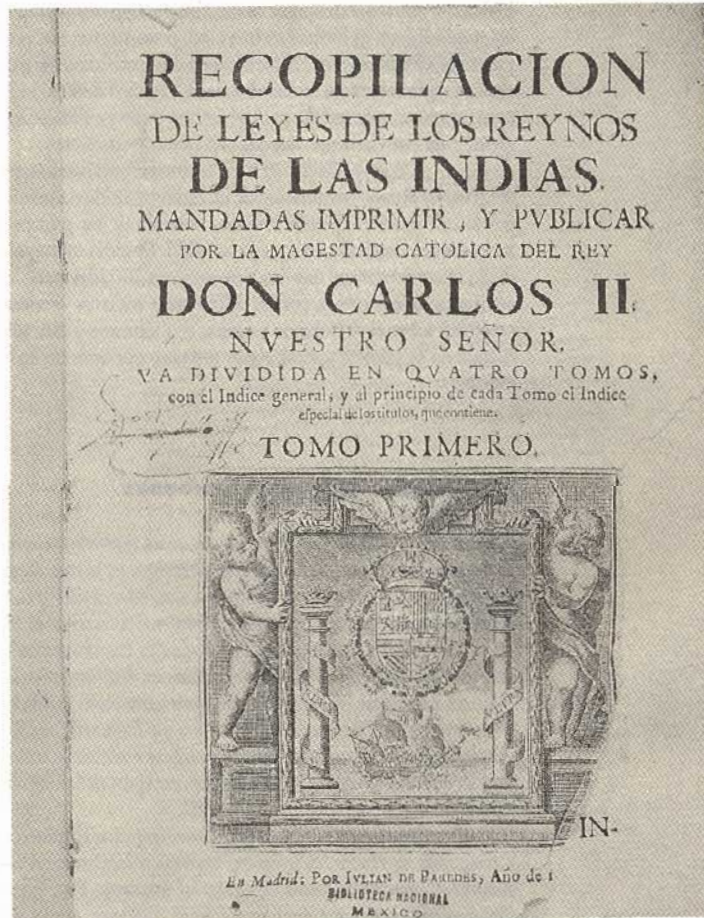 RECOPILACION
DE LEYES DE LOS REYNOS
DE LAS INDIAS.
MANDADAS IMPRIMIR, Y PVBLICAR
POR LA MAGESTAD CATOLICA DEL REY
DON CARLOS II.
NVESTRO SEÑOR.
VA DIVIDIDA EN QVATRO TOMOS,
con el Indice general, y al principio de cada Tomo el Indice
especial de los titulos, que contiene.
TOMO PRIMERO.
IN-
En Madrid: POR IVLIAN DE PAREDES, Año de 1
BIBLIOTECA NACIONAL
MEXICO